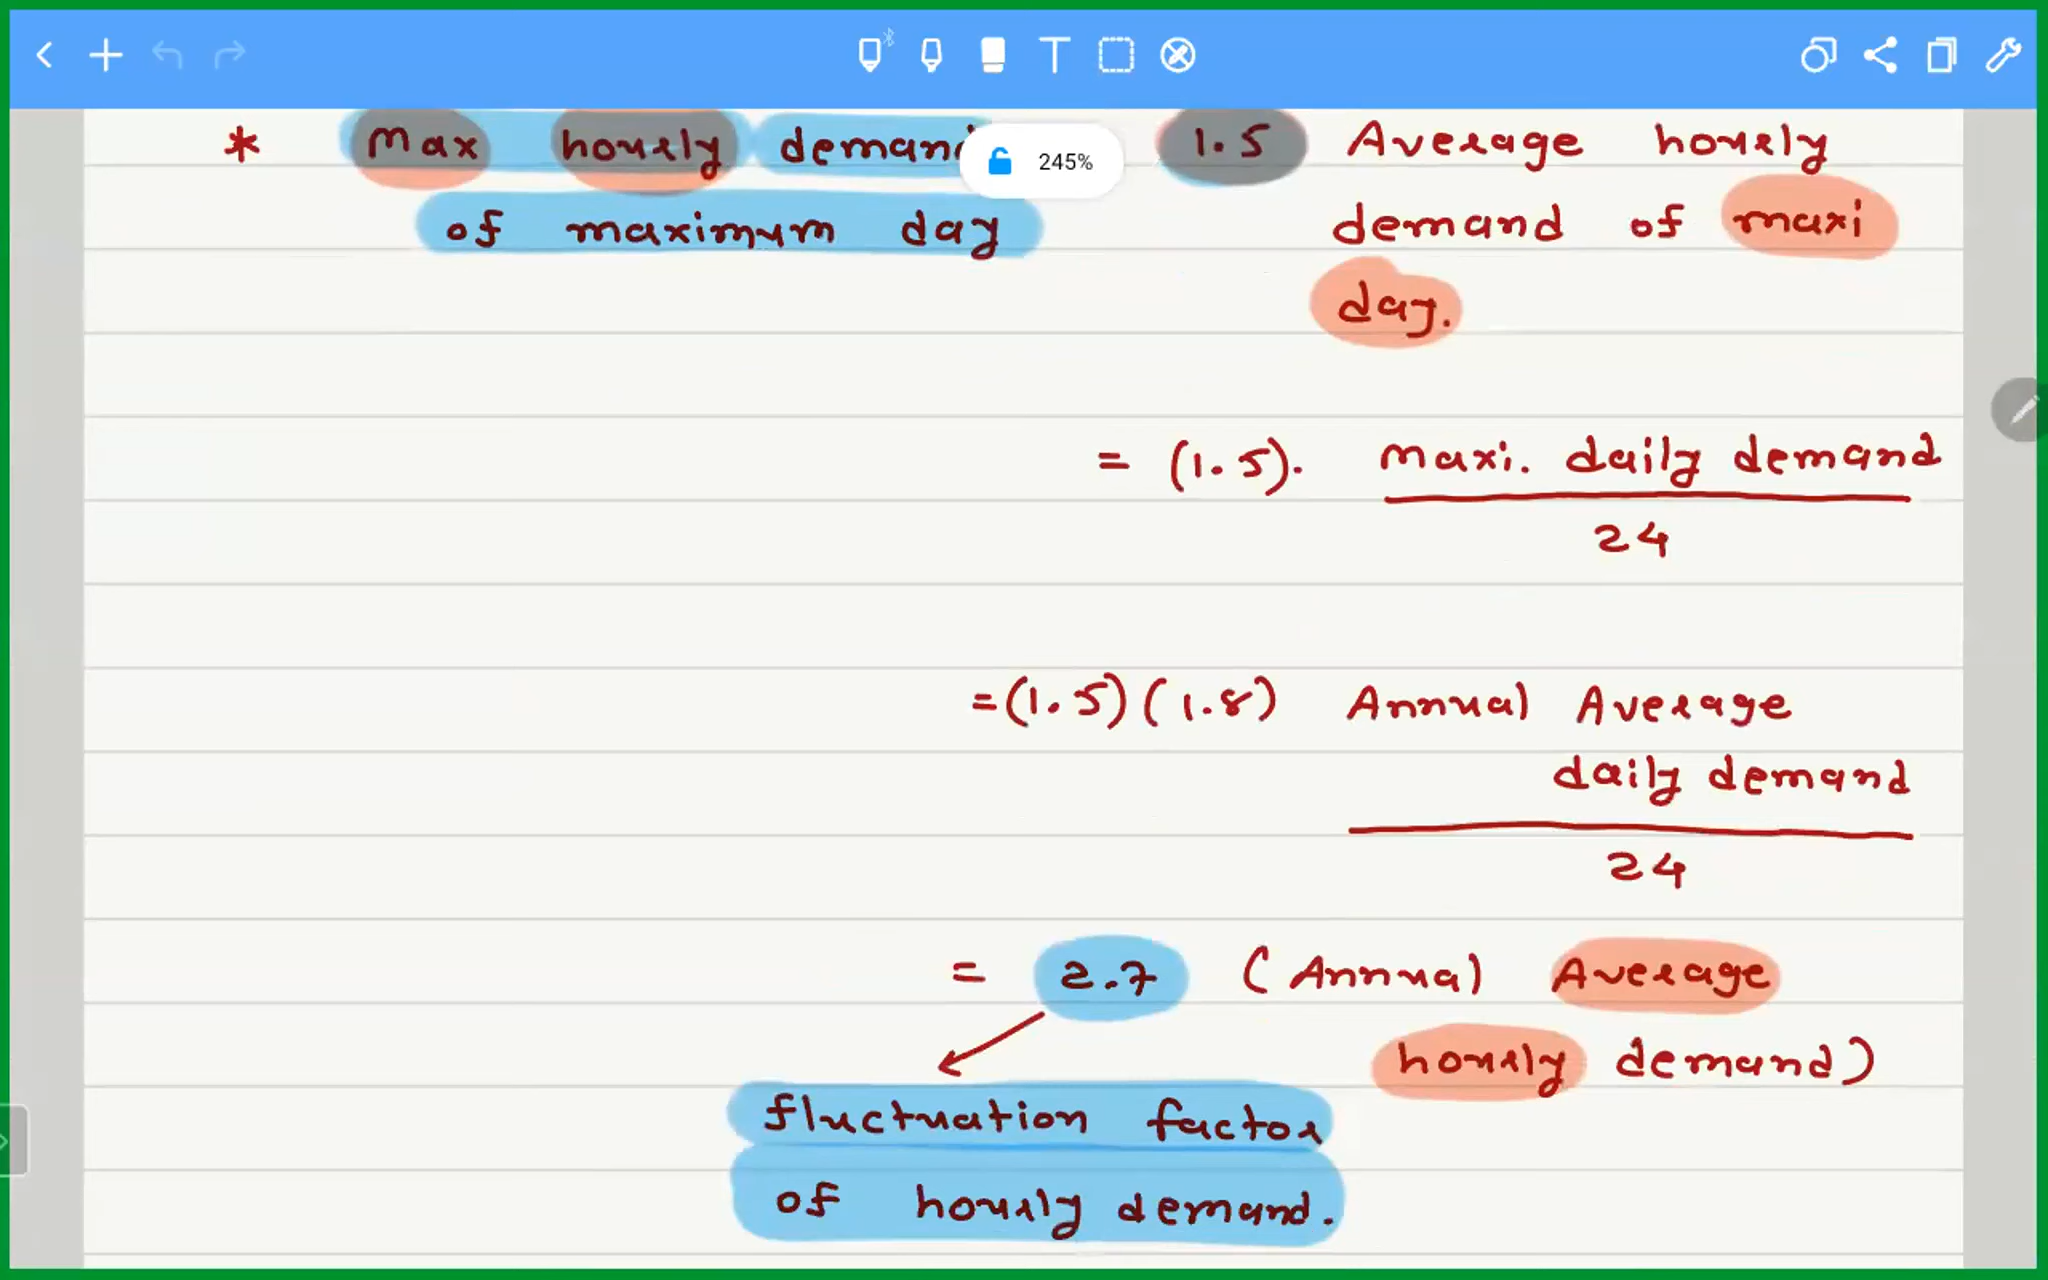 245%
* Max hourly deman 1.5 Average hourly
of maximum day demand of maxi
day.
= (1.5). maxi. daily demand
24
=(1.5)(1.8) Annual Average
daily demand
24
= 2.7 (Annual Average
hourly demand)
fluctuation factor
of hourly demand.